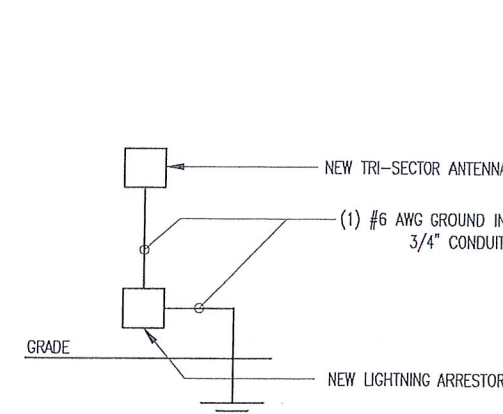 NEW TRI-SECTOR ANTENNA
(1) #6 AWG GROUND IN
3/4" CONDUIT
GRADE
NEW LIGHTNING ARRESTOR